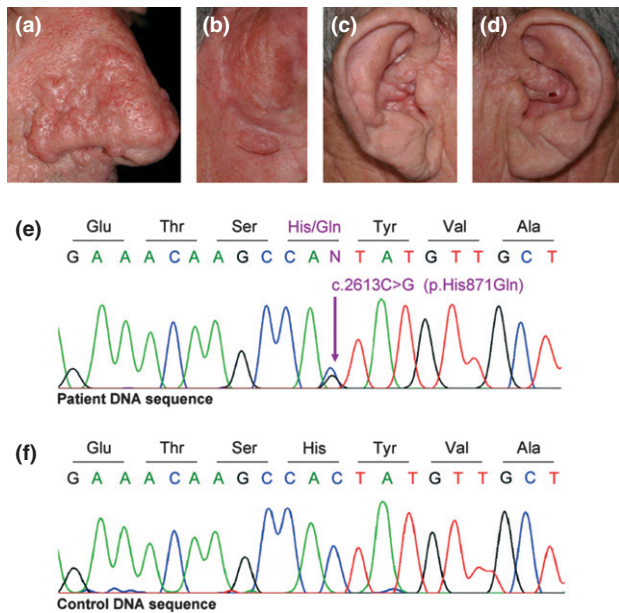 (a) (b) (c) (d)
(e) Glu Thr Ser His/Gln Tyr Val Ala
G A A A C A A G C C A N T A T G T T G C T
c.2613C>G (p.His871Gln)
Patient DNA sequence
(f) Glu Thr Ser His Tyr Val Ala
G A A A C A A G C C A C T A T G T T G C T
Control DNA sequence